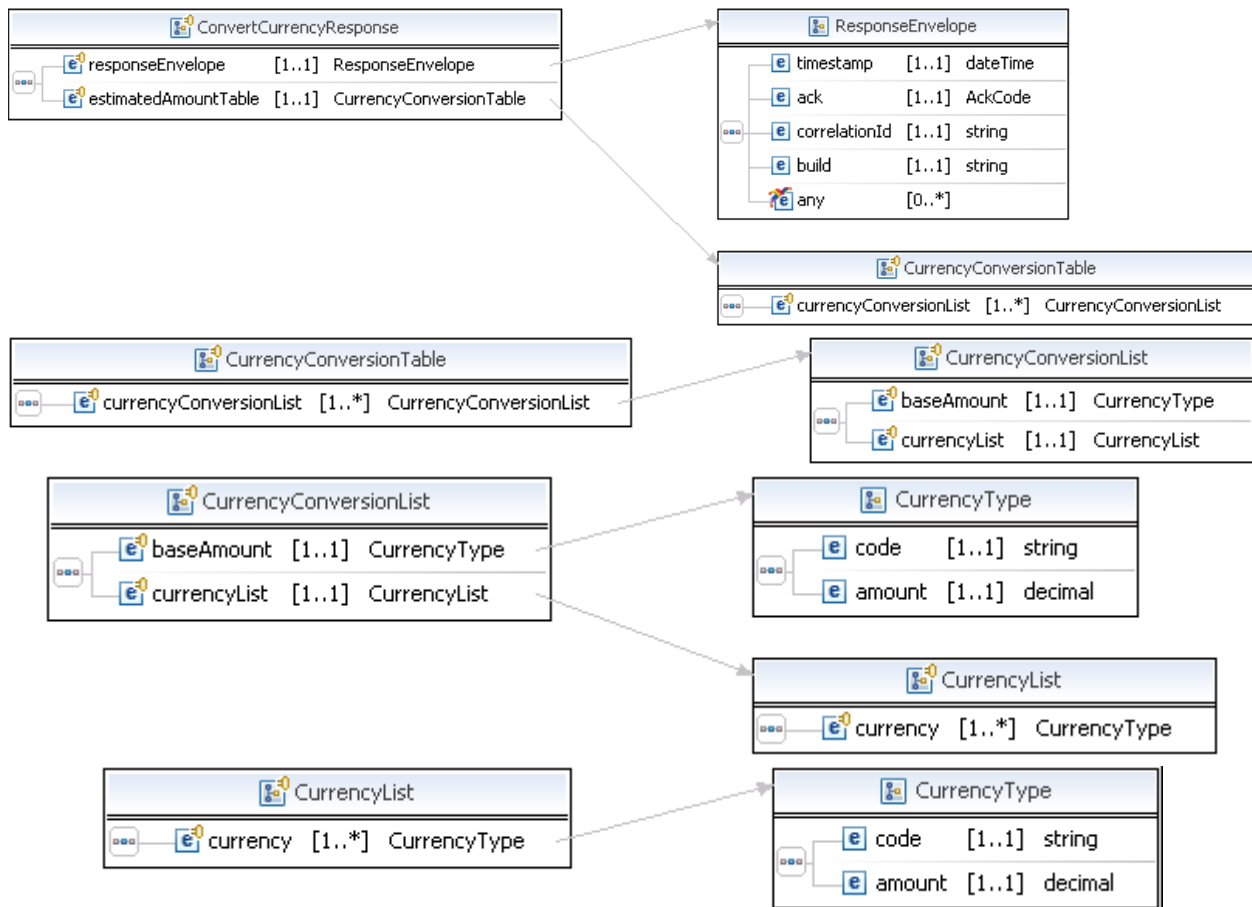 ConvertCurrencyResponse
responseEnvelope [1..1] ResponseEnvelope
estimatedAmountTable [1..1] CurrencyConversionTable
ResponseEnvelope
timestamp [1..1] dateTime
ack [1..1] AckCode
correlationId [1..1] string
build [1..1] string
any [0..*]
CurrencyConversionTable
currencyConversionList [1..*] CurrencyConversionList
CurrencyConversionTable
currencyConversionList [1..*] CurrencyConversionList
CurrencyConversionList
baseAmount [1..1] CurrencyType
currencyList [1..1] CurrencyList
CurrencyConversionList
baseAmount [1..1] CurrencyType
currencyList [1..1] CurrencyList
CurrencyType
code [1..1] string
amount [1..1] decimal
CurrencyList
currency [1..*] CurrencyType
CurrencyList
currency [1..*] CurrencyType
CurrencyType
code [1..1] string
amount [1..1] decimal